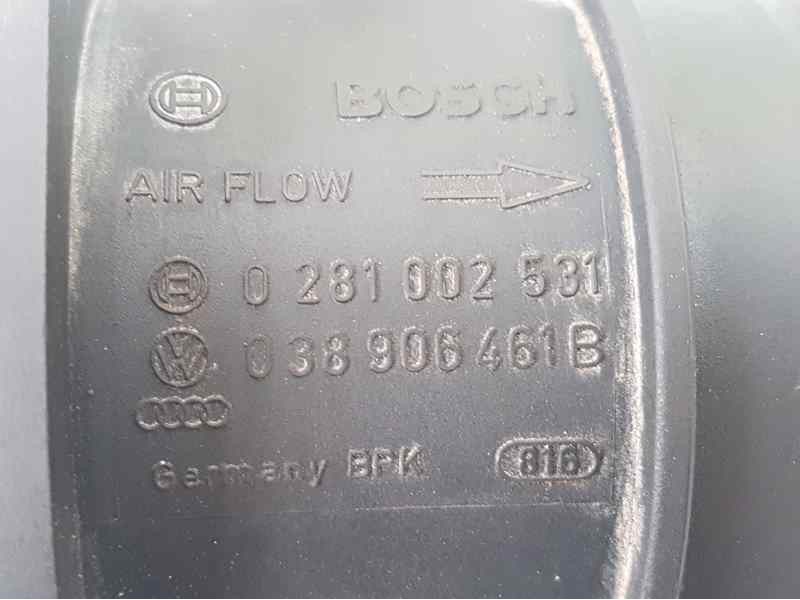 BOSCH
AIR FLOW
0 281 002 531
038 906 461 B
Germany BPK 816